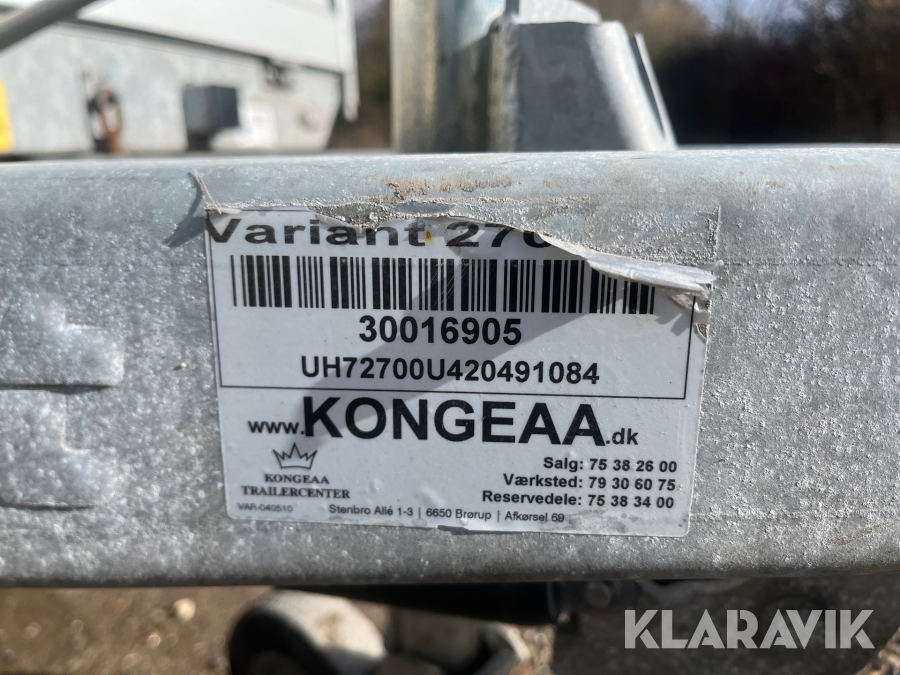 Variant 270
30016905
UH72700U420491084
www.KONGEAA.dk
Salg: 75 38 26 00
KONGEAA Værksted: 79 30 60 75
TRAILERCENTER Reservedele: 75 38 34 00
VAR-040510 Stenbro Allé 1-3 | 6650 Brørup | Afkørsel 69
KLARAVIK